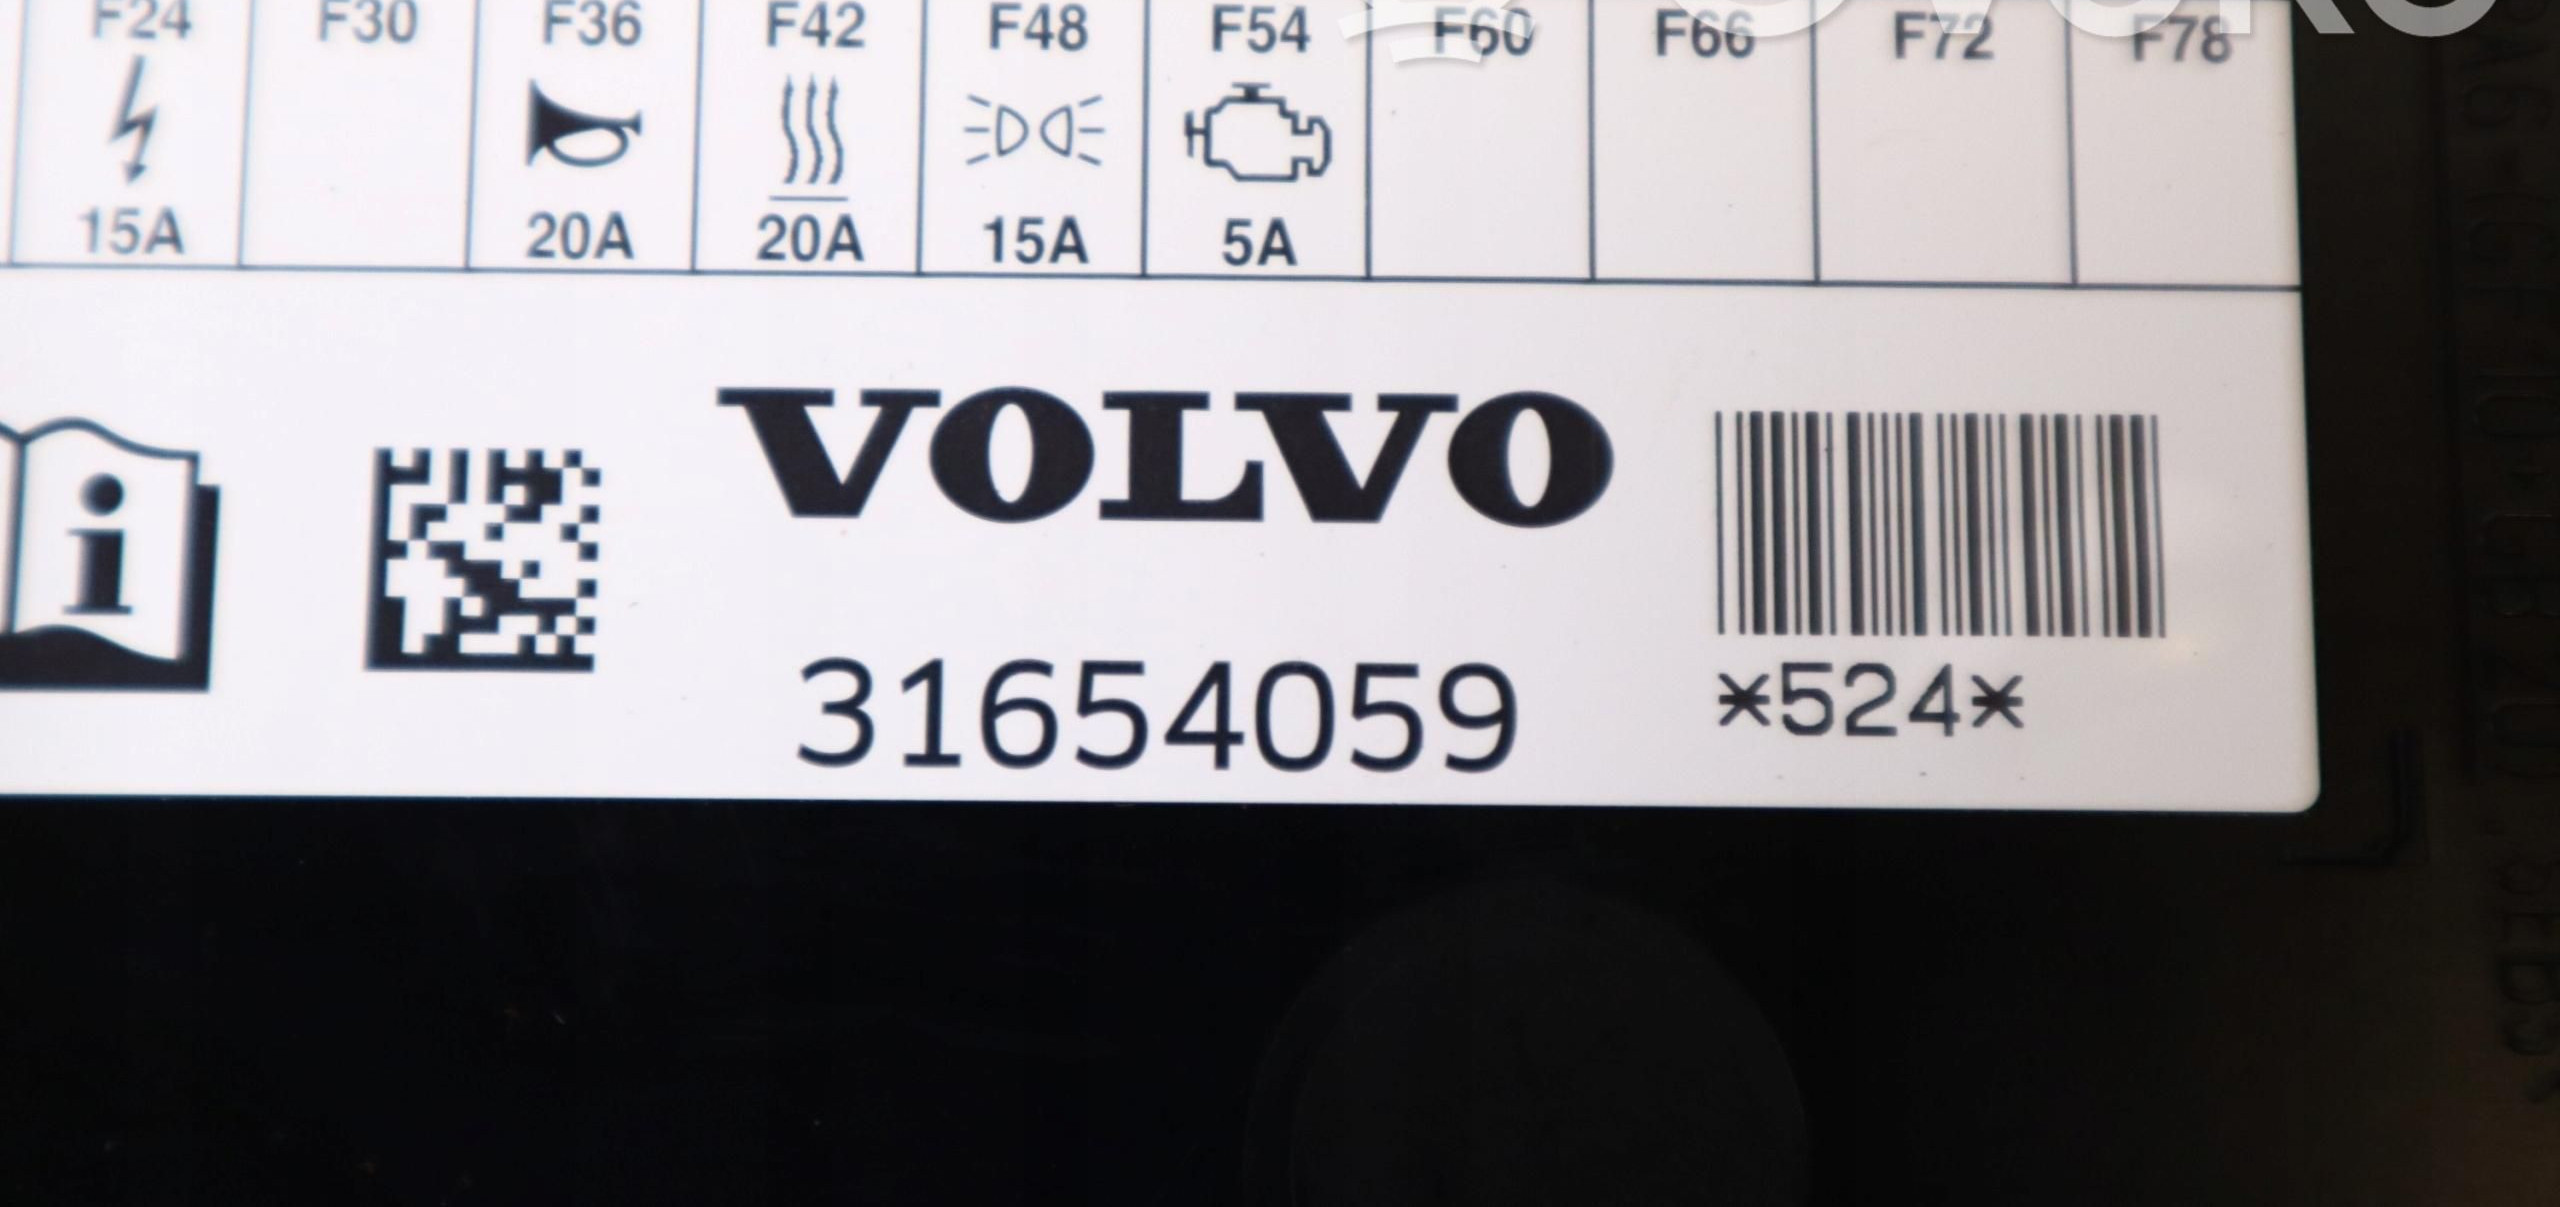 F24 F30 F36 F42 F48 F54 F60 F66 F72 F78
15A 20A 20A 15A 5A
i
VOLVO
31654059
*524*